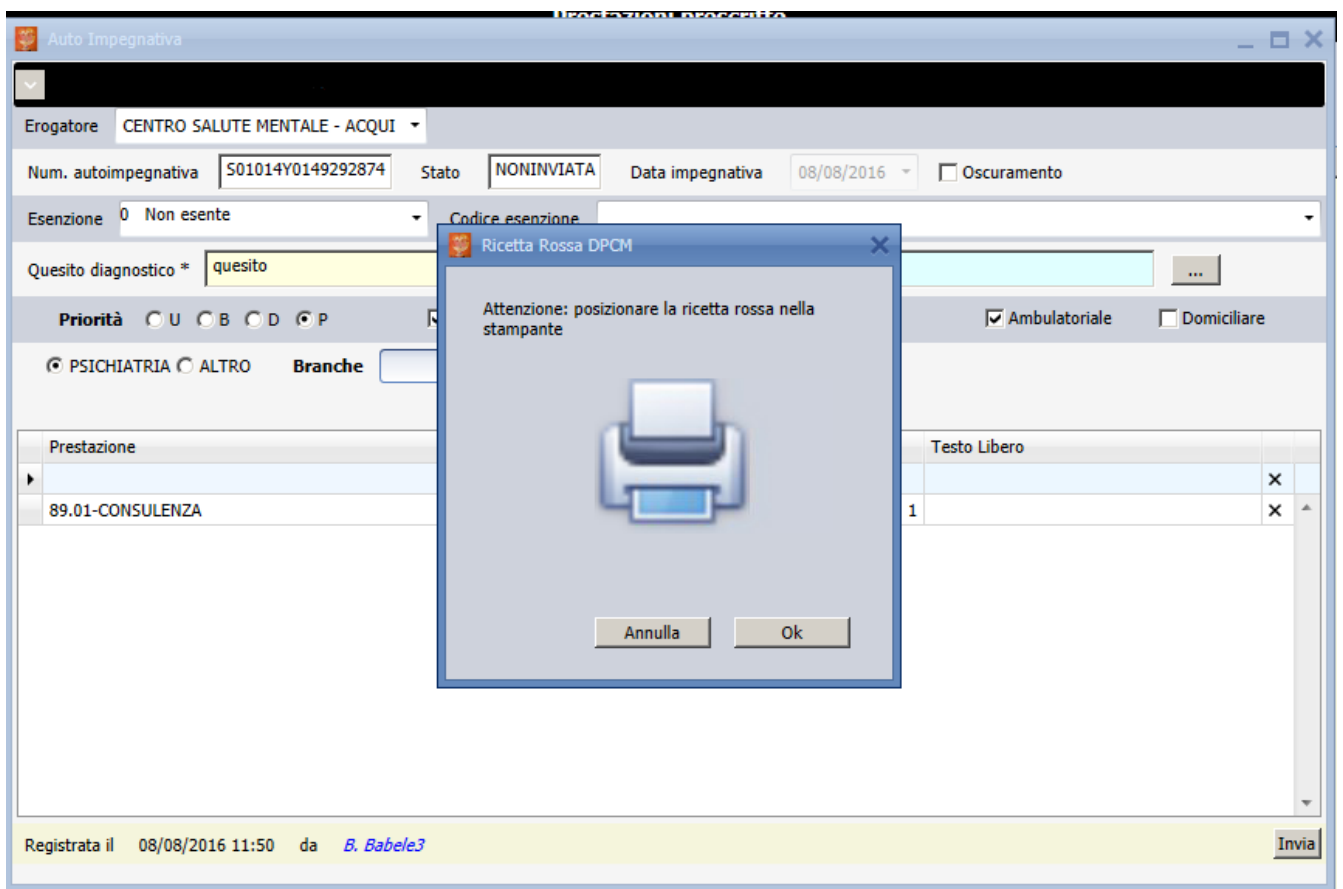 Prestazioni prescritte
Auto Impegnativa
Erogatore CENTRO SALUTE MENTALE - ACQUI
Num. autoimpegnativa S01014Y0149292874 Stato NONINVIATA Data impegnativa 08/08/2016 Oscuramento
Esenzione 0 Non esente Codice esenzione
Quesito diagnostico * quesito ...
Priorità U B D P Ambulatoriale Domiciliare
PSICHIATRIA ALTRO Branche
Ricetta Rossa DPCM
Attenzione: posizionare la ricetta rossa nella
stampante
Annulla Ok
Prestazione Testo Libero
89.01-CONSULENZA 1
Registrata il 08/08/2016 11:50 da B. Babele3 Invia